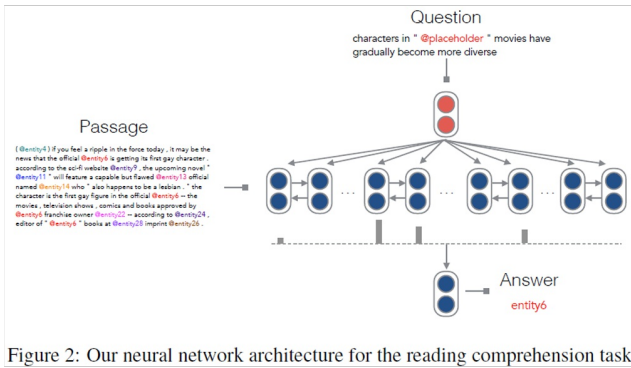 Question
characters in " @placeholder " movies have
gradually become more diverse
Passage
( @entity4 ) if you feel a ripple in the force today , it may be the
news that the official @entity6 is getting its first gay character .
according to the sci-fi website @entity9 , the upcoming novel "
@entity11 " will feature a capable but flawed @entity13 official
named @entity14 who " also happens to be a lesbian . " the
character is the first gay figure in the official @entity6 -- the
movies , television shows , comics and books approved by
@entity6 franchise owner @entity22 -- according to @entity24 ,
editor of " @entity6 " books at @entity28 imprint @entity26 .
... ... ... ...
Answer
entity6
Figure 2: Our neural network architecture for the reading comprehension task